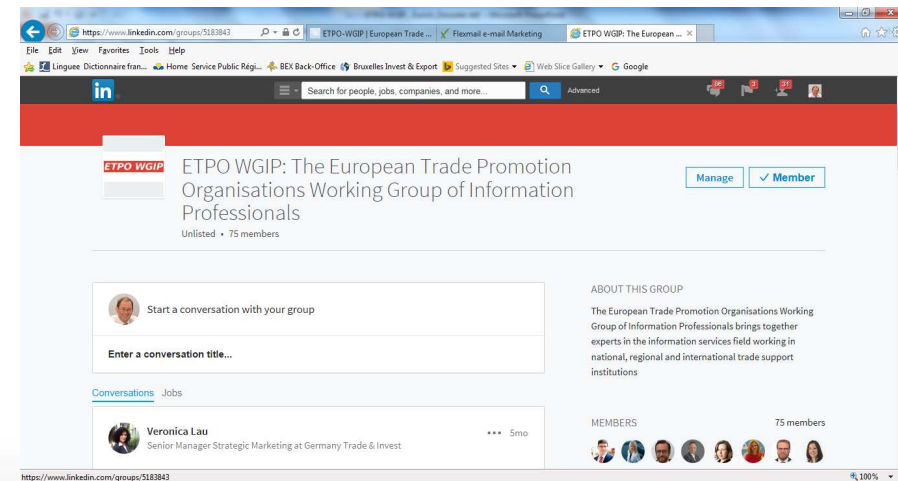 https://www.linkedin.com/groups/5183843
ETPO-WGIP | European Trade ...
Flexmail e-mail Marketing
ETPO WGIP: The European ...
File Edit View Favorites Tools Help
Linguee Dictionnaire fran... Home Service Public Régi... BEX Back-Office Bruxelles Invest & Export Suggested Sites Web Slice Gallery Google
in
Search for people, jobs, companies, and more...
Advanced
ETPO WGIP
ETPO WGIP: The European Trade Promotion
Organisations Working Group of Information
Professionals
Unlisted • 75 members
Manage
Member
Start a conversation with your group
Enter a conversation title...
Conversations Jobs
Veronica Lau
5mo
Senior Manager Strategic Marketing at Germany Trade & Invest
ABOUT THIS GROUP
The European Trade Promotion Organisations Working
Group of Information Professionals brings together
experts in the information services field working in
national, regional and international trade support
institutions
MEMBERS 75 members
https://www.linkedin.com/groups/5183843
100%